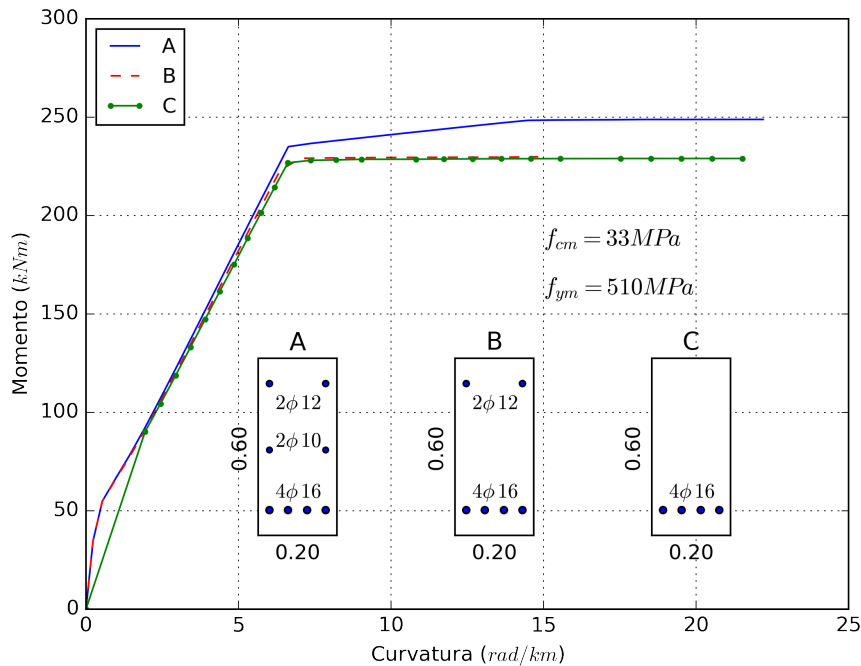 300
250
200
150
100
50
0
Momento (kNm)
A
B
C
f_cm = 33MPa
f_ym = 510MPa
A
B
C
2ϕ12
2ϕ12
2ϕ10
4ϕ16
4ϕ16
4ϕ16
0.60
0.60
0.60
0.20
0.20
0.20
0
5
10
15
20
25
Curvatura (rad/km)